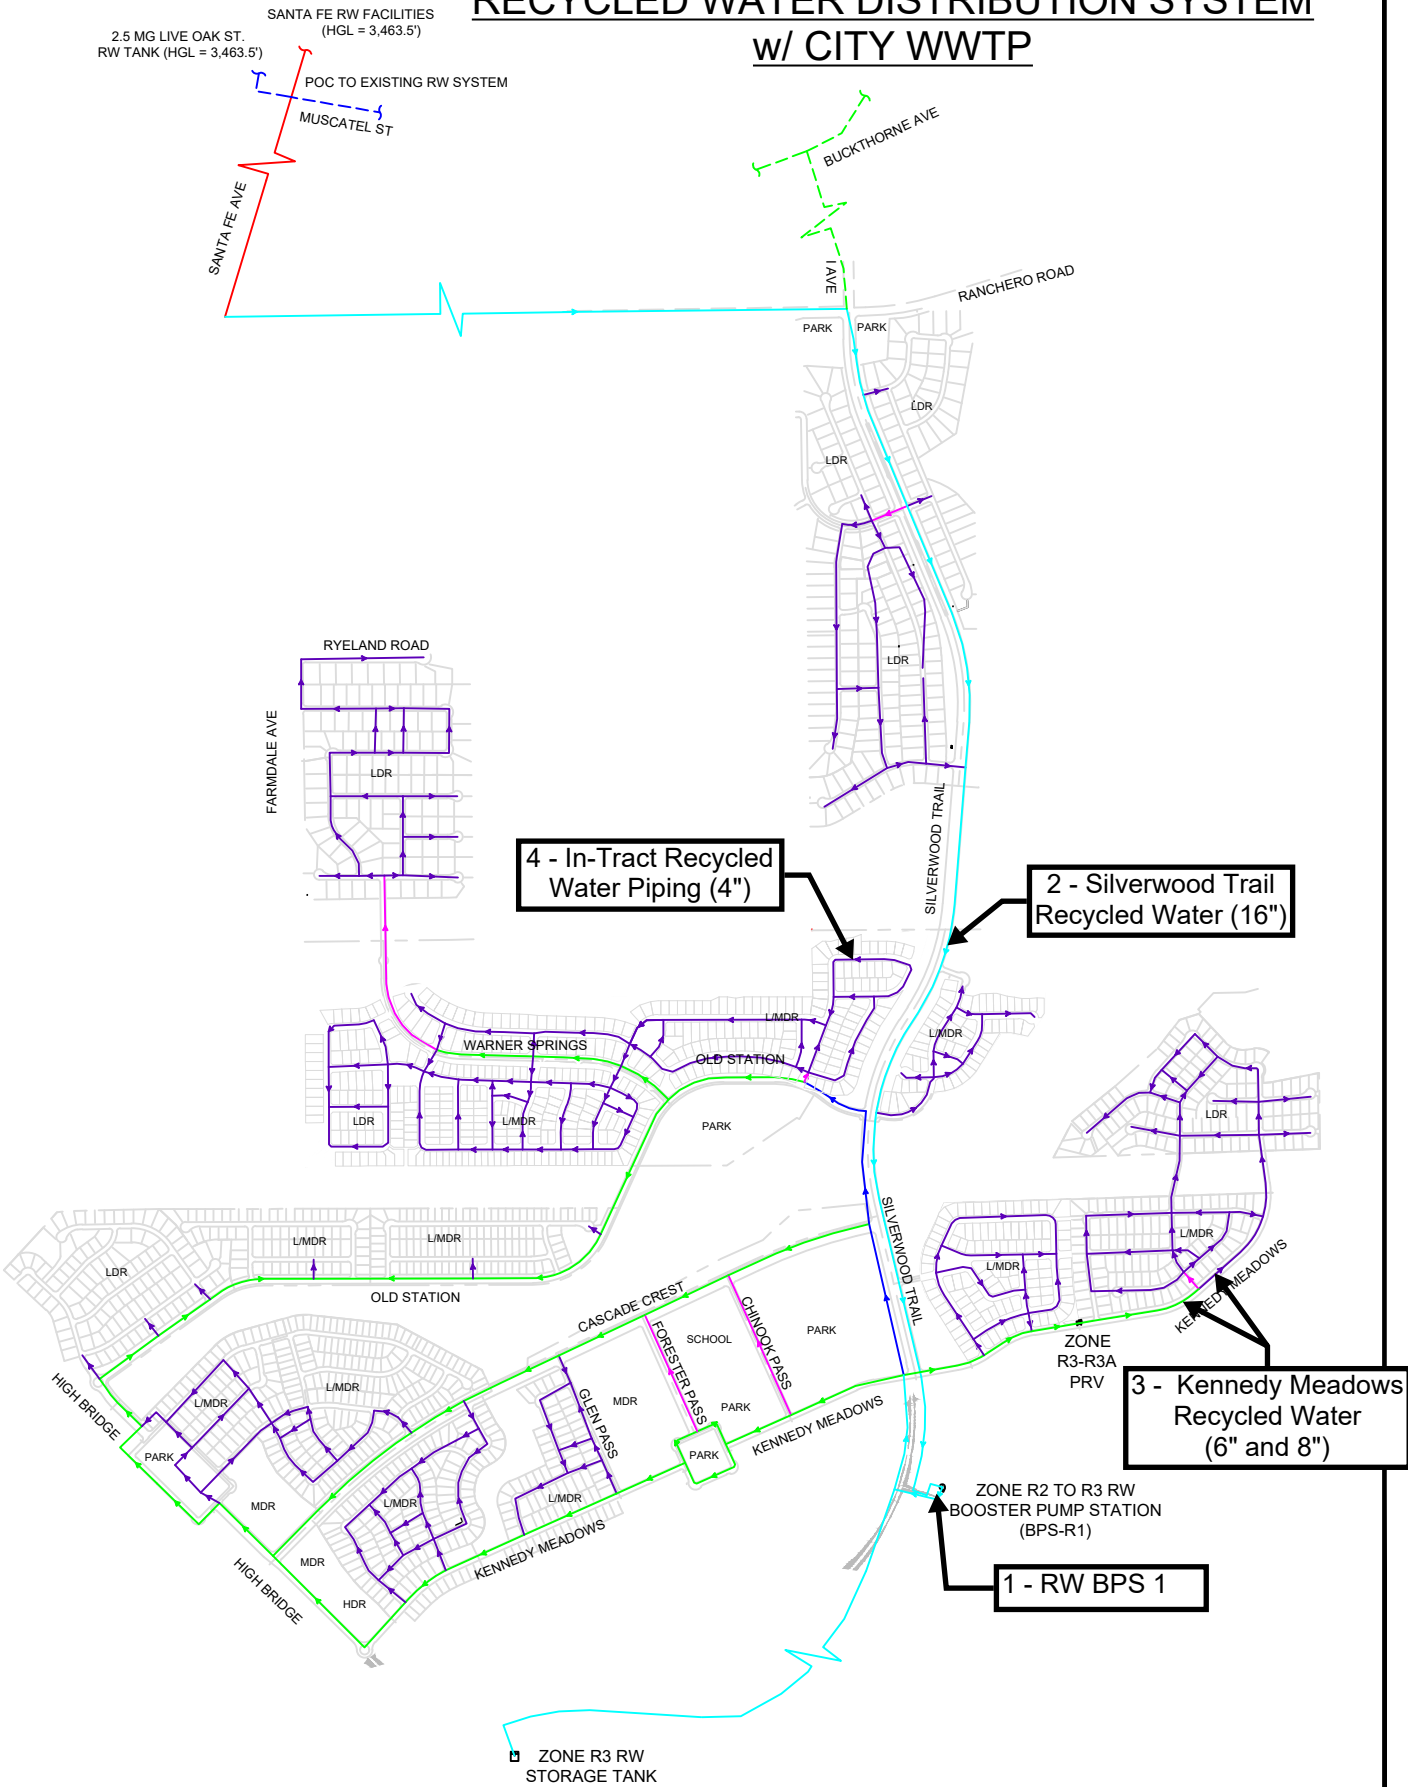 RECYCLED WATER DISTRIBUTION SYSTEM
w/ CITY WWTP
SANTA FE RW FACILITIES
(HGL = 3,463.5')
2.5 MG LIVE OAK ST.
RW TANK (HGL = 3,463.5')
POC TO EXISTING RW SYSTEM
MUSCATEL ST
BUCKTHORNE AVE
SANTA FE AVE
I AVE
RANCHERO ROAD
PARK
PARK
LDR
LDR
RYELAND ROAD
LDR
FARMDALE AVE
LDR
SILVERWOOD TRAIL
4 - In-Tract Recycled
Water Piping (4")
2 - Silverwood Trail
Recycled Water (16")
L/MDR
L/MDR
WARNER SPRINGS
OLD STATION
LDR
L/MDR
PARK
LDR
SILVERWOOD TRAIL
L/MDR
L/MDR
L/MDR
LDR
L/MDR
KENNEDY MEADOWS
OLD STATION
CASCADE CREST
CHINOOK PASS
PARK
SCHOOL
FORESTER PASS
ZONE
R3-R3A
PRV
3 - Kennedy Meadows
Recycled Water
(6" and 8")
HIGH BRIDGE
L/MDR
L/MDR
GLEN PASS
MDR
PARK
KENNEDY MEADOWS
PARK
PARK
MDR
L/MDR
L/MDR
ZONE R2 TO R3 RW
BOOSTER PUMP STATION
(BPS-R1)
KENNEDY MEADOWS
MDR
HIGH BRIDGE
HDR
1 - RW BPS 1
ZONE R3 RW
STORAGE TANK